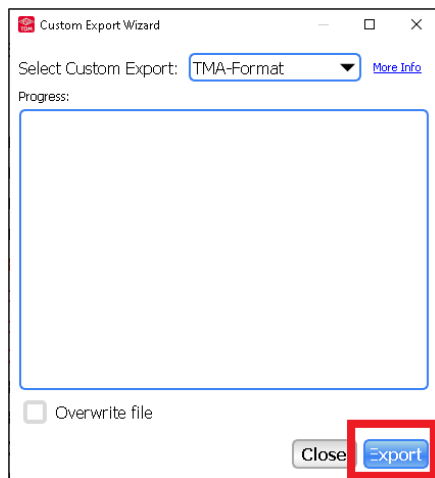 Custom Export Wizard
Select Custom Export: TMA-Format More Info
Progress:
Overwrite file
Close Export